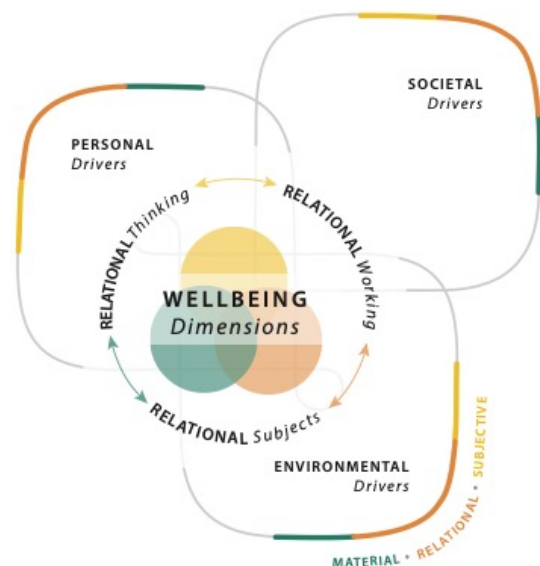 SOCIETAL
Drivers
PERSONAL
Drivers
RELATIONAL Thinking
RELATIONAL Working
WELLBEING
Dimensions
RELATIONAL Subjects
ENVIRONMENTAL
Drivers
MATERIAL • RELATIONAL • SUBJECTIVE